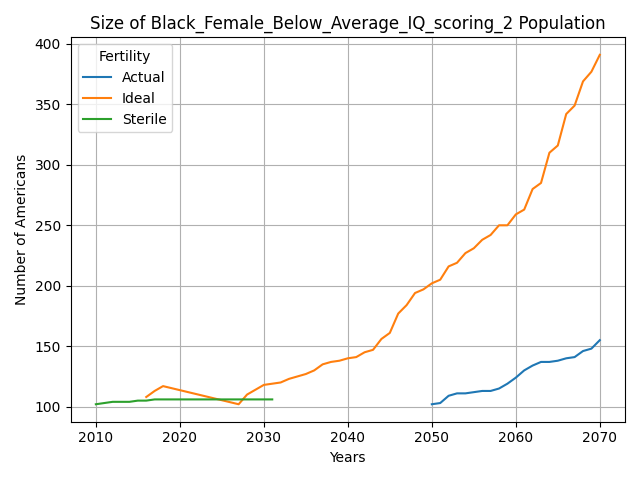 Size of Black_Female_Below_Average_IQ_scoring_2 Population
400
350
300
250
200
150
100
Number of Americans
Fertility
Actual
Ideal
Sterile
2010 2020 2030 2040 2050 2060 2070
Years